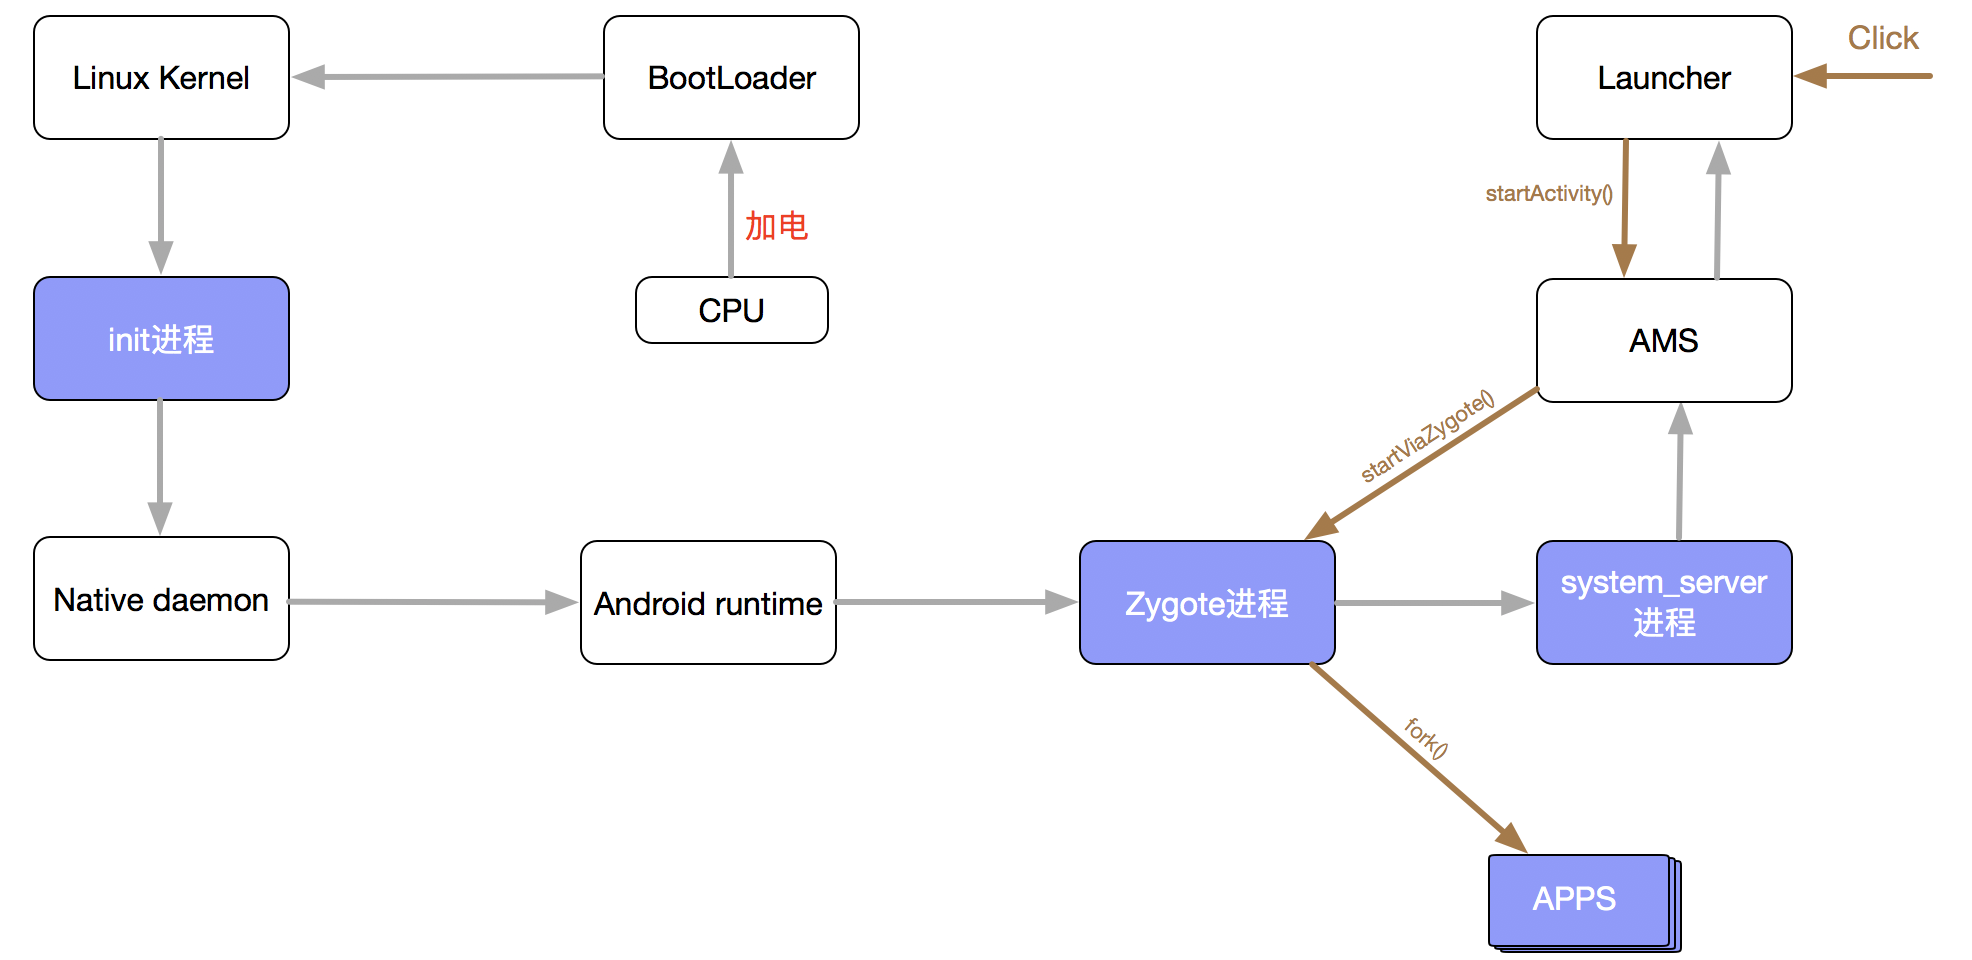 Linux Kernel
BootLoader
Launcher
Click
加电
startActivity()
init进程
CPU
AMS
startViaZygote()
Native daemon
Android runtime
Zygote进程
system_server
进程
fork()
APPS